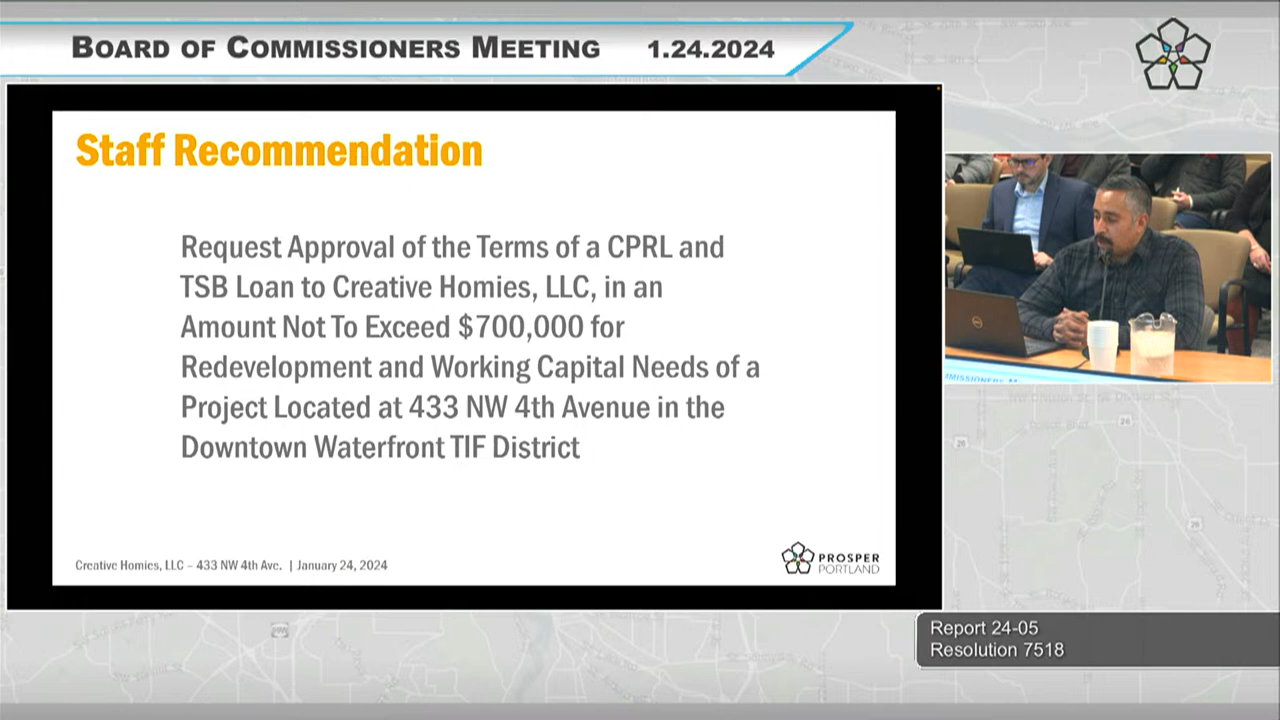 BOARD OF COMMISSIONERS MEETING 1.24.2024
Staff Recommendation
Request Approval of the Terms of a CPRL and
TSB Loan to Creative Homies, LLC, in an
Amount Not To Exceed $700,000 for
Redevelopment and Working Capital Needs of a
Project Located at 433 NW 4th Avenue in the
Downtown Waterfront TIF District
Creative Homies, LLC – 433 NW 4th Ave. | January 24, 2024
PROSPER
PORTLAND
Report 24-05
Resolution 7518
26
26
26